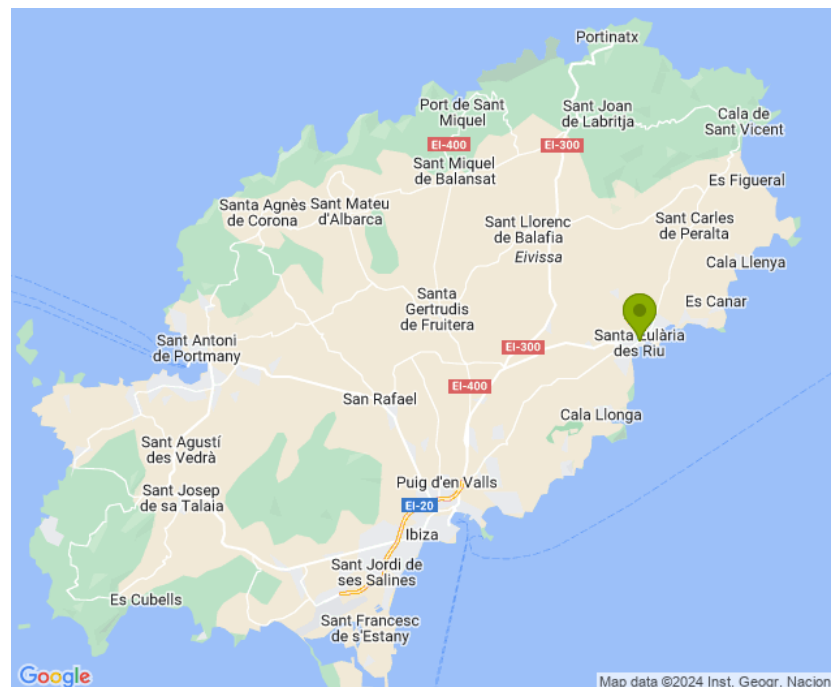 Portinatx
Port de Sant
Miquel
Sant Joan
de Labritja
Cala de
Sant Vicent
EI-400
EI-300
Sant Miquel
de Balansat
Es Figueral
Santa Agnès
de Corona
Sant Mateu
d'Albarca
Sant Llorenc
de Balafia
Eivissa
Sant Carles
de Peralta
Cala Llenya
Es Canar
Santa
Gertrudis
de Fruitera
Sant Antoni
de Portmany
EI-300
Santa Eulària
des Riu
EI-400
San Rafael
Cala Llonga
Sant Agustí
des Vedrà
Puig d'en Valls
Sant Josep
de sa Talaia
EI-20
Ibiza
Sant Jordi de
ses Salines
Es Cubells
Sant Francesc
de s'Estany
Google
Map data ©2024 Inst. Geogr. Nacion